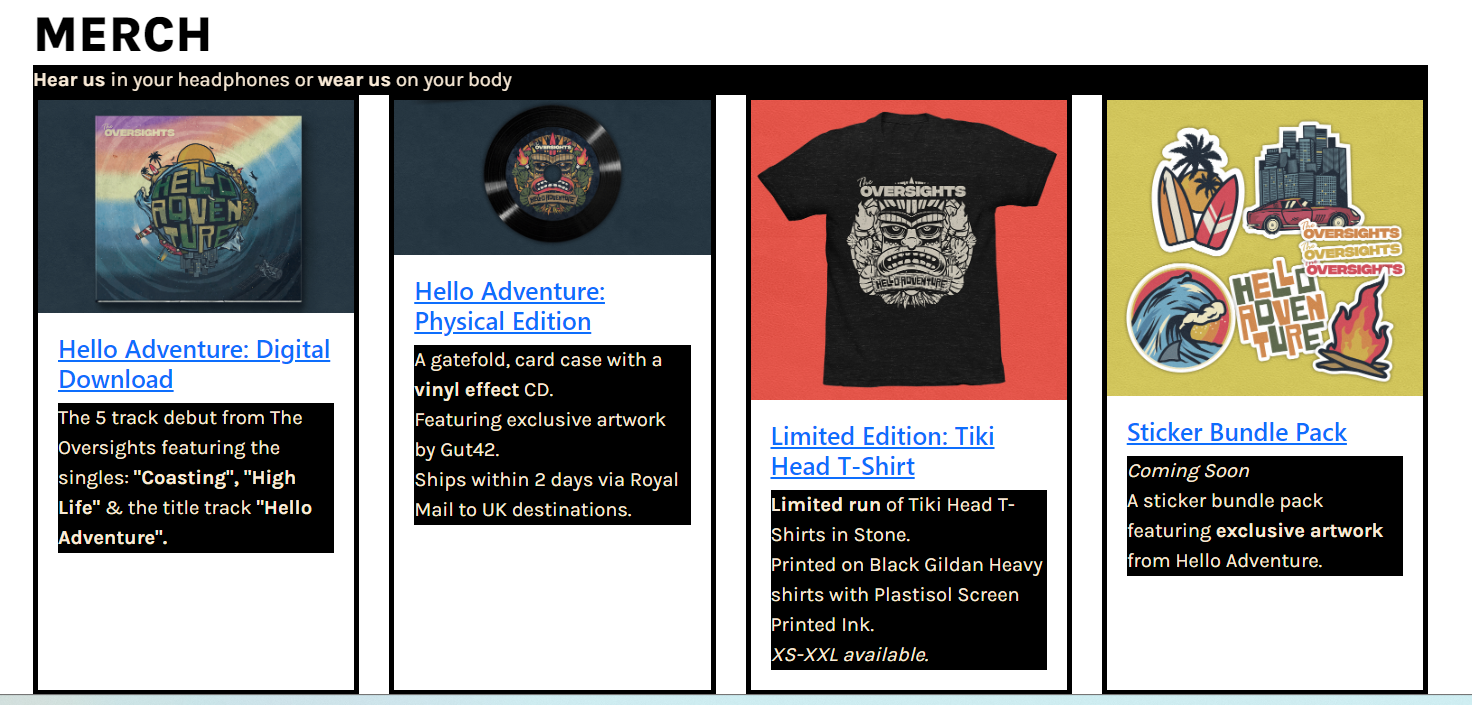 MERCH
Hear us in your headphones or wear us on your body
The
OVERSIGHTS
HELLO
ADVEN
TURE
Hello Adventure: Digital
Download
The 5 track debut from The
Oversights featuring the
singles: "Coasting", "High
Life" & the title track "Hello
Adventure".
OVERSIGHTS
HELLO ADVENTURE
Hello Adventure:
Physical Edition
A gatefold, card case with a
vinyl effect CD.
Featuring exclusive artwork
by Gut42.
Ships within 2 days via Royal
Mail to UK destinations.
The
OVERSIGHTS
HELLO ADVENTURE
Limited Edition: Tiki
Head T-Shirt
Limited run of Tiki Head T-
Shirts in Stone.
Printed on Black Gildan Heavy
shirts with Plastisol Screen
Printed Ink.
XS-XXL available.
The
OVERSIGHTS
The
OVERSIGHTS
The
OVERSIGHTS
HELLO
ADVEN
TURE
Sticker Bundle Pack
Coming Soon
A sticker bundle pack
featuring exclusive artwork
from Hello Adventure.